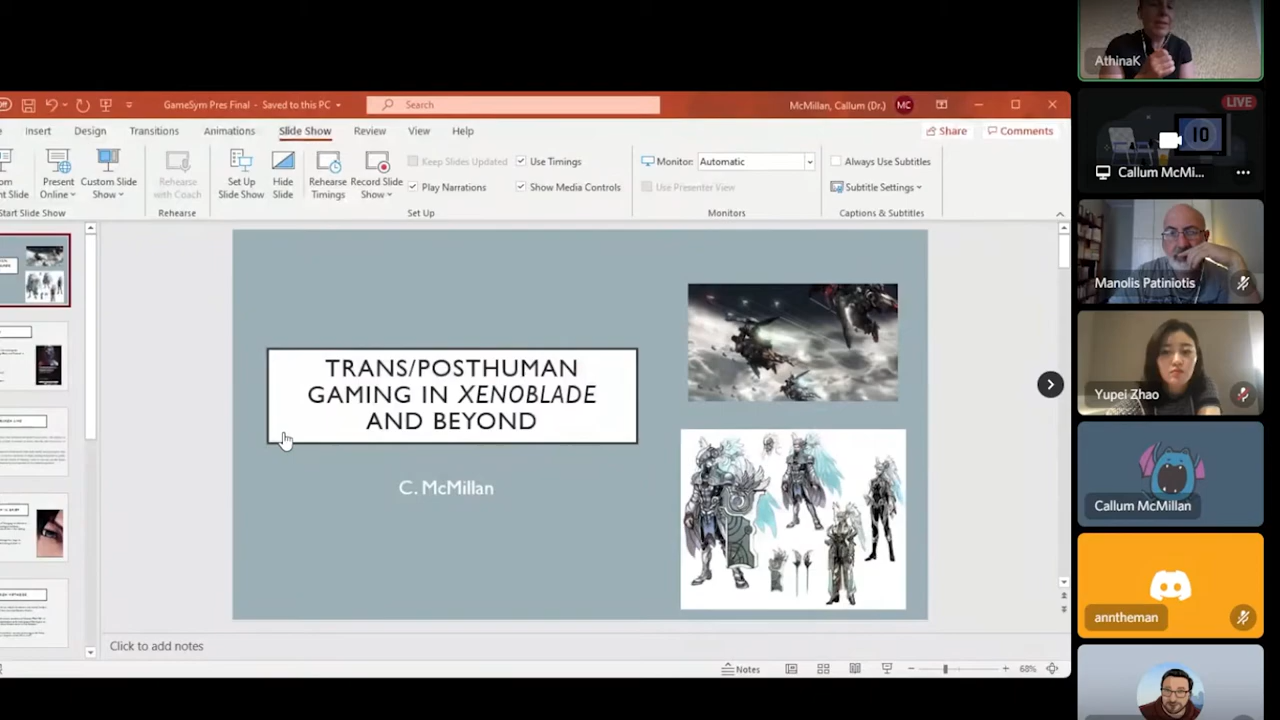 AthinaK
GameSym Pres Final - Saved to this PC
Search
McMillan, Callum (Dr.)
MC
Insert
Design
Transitions
Animations
Slide Show
Review
View
Help
Share
Comments
LIVE
10
Callum McMi...
Present
Online
Custom Slide
Show
Rehearse
with Coach
Set Up
Slide Show
Hide
Slide
Rehearse
Timings
Record Slide
Show
Keep Slides Updated
Play Narrations
Use Timings
Show Media Controls
Monitor:
Automatic
Use Presenter View
Always Use Subtitles
Subtitle Settings
Start Slide Show
Rehearse
Set Up
Monitors
Captions & Subtitles
TRANS/POSTHUMAN
GAMING IN XENOBLADE
AND BEYOND
C. McMillan
Manolis Patiniotis
Yupei Zhao
Callum McMillan
anntheman
Click to add notes
Notes
68%